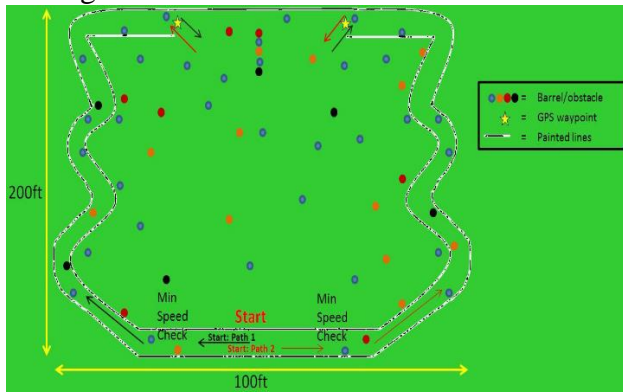 = Barrel/obstacle
= GPS waypoint
= Painted lines
200ft
Min
Speed
Check
Start
Min
Speed
Check
Start: Path 1
Start: Path 2
100ft